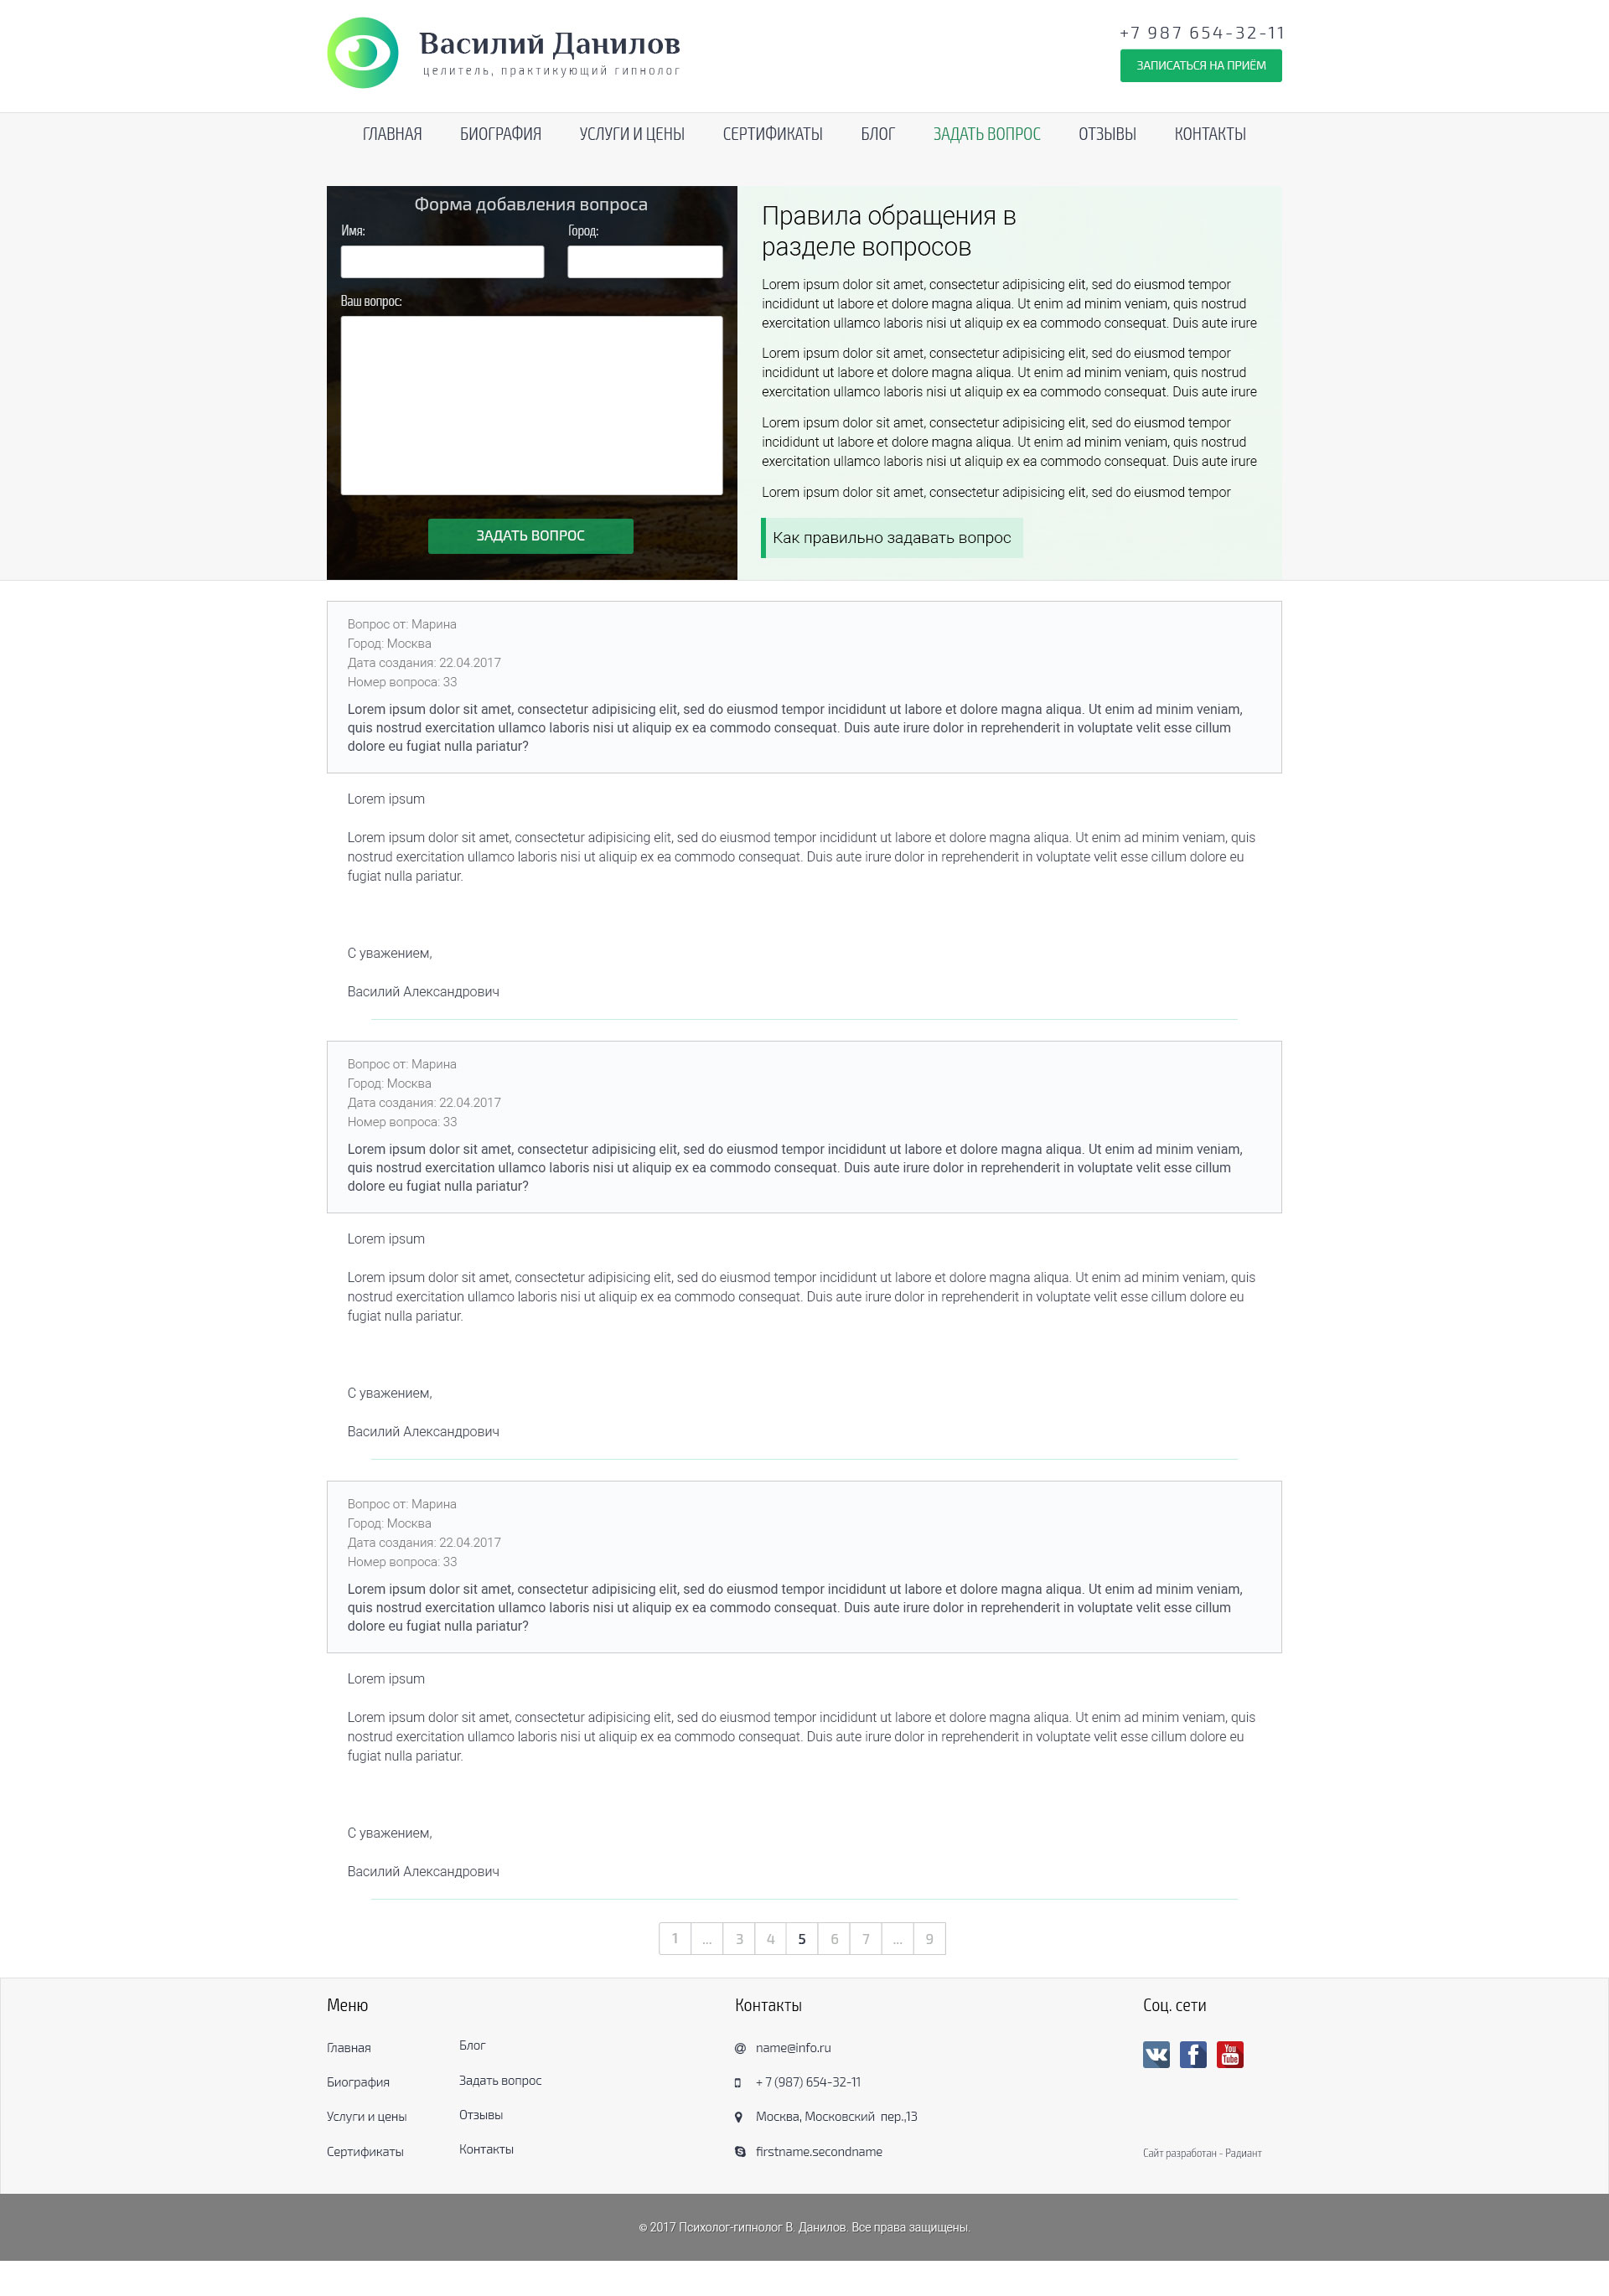 Василий Данилов
целитель, практикующий гипнолог
+7 987 654-32-11
ЗАПИСАТЬСЯ НА ПРИЁМ
ГЛАВНАЯ БИОГРАФИЯ УСЛУГИ И ЦЕНЫ СЕРТИФИКАТЫ БЛОГ ЗАДАТЬ ВОПРОС ОТЗЫВЫ КОНТАКТЫ
Форма добавления вопроса
Имя: Город:
Ваш вопрос:
ЗАДАТЬ ВОПРОС
Правила обращения в
разделе вопросов
Lorem ipsum dolor sit amet, consectetur adipisicing elit, sed do eiusmod tempor
incididunt ut labore et dolore magna aliqua. Ut enim ad minim veniam, quis nostrud
exercitation ullamco laboris nisi ut aliquip ex ea commodo consequat. Duis aute irure
Lorem ipsum dolor sit amet, consectetur adipisicing elit, sed do eiusmod tempor
incididunt ut labore et dolore magna aliqua. Ut enim ad minim veniam, quis nostrud
exercitation ullamco laboris nisi ut aliquip ex ea commodo consequat. Duis aute irure
Lorem ipsum dolor sit amet, consectetur adipisicing elit, sed do eiusmod tempor
incididunt ut labore et dolore magna aliqua. Ut enim ad minim veniam, quis nostrud
exercitation ullamco laboris nisi ut aliquip ex ea commodo consequat. Duis aute irure
Lorem ipsum dolor sit amet, consectetur adipisicing elit, sed do eiusmod tempor
Как правильно задавать вопрос
Вопрос от: Марина
Город: Москва
Дата создания: 22.04.2017
Номер вопроса: 33
Lorem ipsum dolor sit amet, consectetur adipisicing elit, sed do eiusmod tempor incididunt ut labore et dolore magna aliqua. Ut enim ad minim veniam,
quis nostrud exercitation ullamco laboris nisi ut aliquip ex ea commodo consequat. Duis aute irure dolor in reprehenderit in voluptate velit esse cillum
dolore eu fugiat nulla pariatur?
Lorem ipsum
Lorem ipsum dolor sit amet, consectetur adipisicing elit, sed do eiusmod tempor incididunt ut labore et dolore magna aliqua. Ut enim ad minim veniam, quis
nostrud exercitation ullamco laboris nisi ut aliquip ex ea commodo consequat. Duis aute irure dolor in reprehenderit in voluptate velit esse cillum dolore eu
fugiat nulla pariatur.
С уважением,
Василий Александрович
Вопрос от: Марина
Город: Москва
Дата создания: 22.04.2017
Номер вопроса: 33
Lorem ipsum dolor sit amet, consectetur adipisicing elit, sed do eiusmod tempor incididunt ut labore et dolore magna aliqua. Ut enim ad minim veniam,
quis nostrud exercitation ullamco laboris nisi ut aliquip ex ea commodo consequat. Duis aute irure dolor in reprehenderit in voluptate velit esse cillum
dolore eu fugiat nulla pariatur?
Lorem ipsum
Lorem ipsum dolor sit amet, consectetur adipisicing elit, sed do eiusmod tempor incididunt ut labore et dolore magna aliqua. Ut enim ad minim veniam, quis
nostrud exercitation ullamco laboris nisi ut aliquip ex ea commodo consequat. Duis aute irure dolor in reprehenderit in voluptate velit esse cillum dolore eu
fugiat nulla pariatur.
С уважением,
Василий Александрович
Вопрос от: Марина
Город: Москва
Дата создания: 22.04.2017
Номер вопроса: 33
Lorem ipsum dolor sit amet, consectetur adipisicing elit, sed do eiusmod tempor incididunt ut labore et dolore magna aliqua. Ut enim ad minim veniam,
quis nostrud exercitation ullamco laboris nisi ut aliquip ex ea commodo consequat. Duis aute irure dolor in reprehenderit in voluptate velit esse cillum
dolore eu fugiat nulla pariatur?
Lorem ipsum
Lorem ipsum dolor sit amet, consectetur adipisicing elit, sed do eiusmod tempor incididunt ut labore et dolore magna aliqua. Ut enim ad minim veniam, quis
nostrud exercitation ullamco laboris nisi ut aliquip ex ea commodo consequat. Duis aute irure dolor in reprehenderit in voluptate velit esse cillum dolore eu
fugiat nulla pariatur.
С уважением,
Василий Александрович
1 ... 3 4 5 6 7 ... 9
Меню
Главная
Биография
Услуги и цены
Сертификаты
Блог
Задать вопрос
Отзывы
Контакты
Контакты
name@info.ru
+ 7 (987) 654-32-11
Москва, Московский пер.,13
firstname.secondname
Соц. сети
You
Tube
Сайт разработан - Радиант
© 2017 Психолог-гипнолог В. Данилов. Все права защищены.